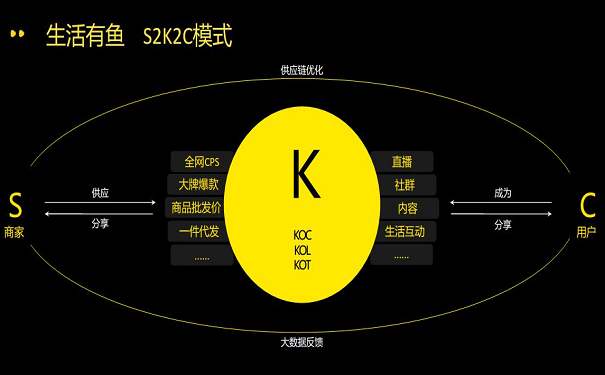 生活有鱼 S2K2C模式
供应链优化
S
商家
供应
分享
全网CPS
大牌爆款
商品批发价
一件代发
......
K
KOC
KOL
KOT
直播
社群
内容
生活互动
......
成为
分享
C
用户
大数据反馈